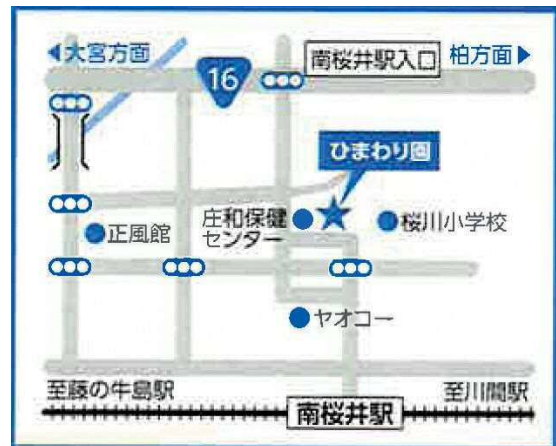 大宮方面
16
南桜井駅入口
柏方面
ひまわり園
庄和保健
センター
桜川小学校
正風館
ヤオコー
至藤の牛島駅
至川間駅
南桜井駅